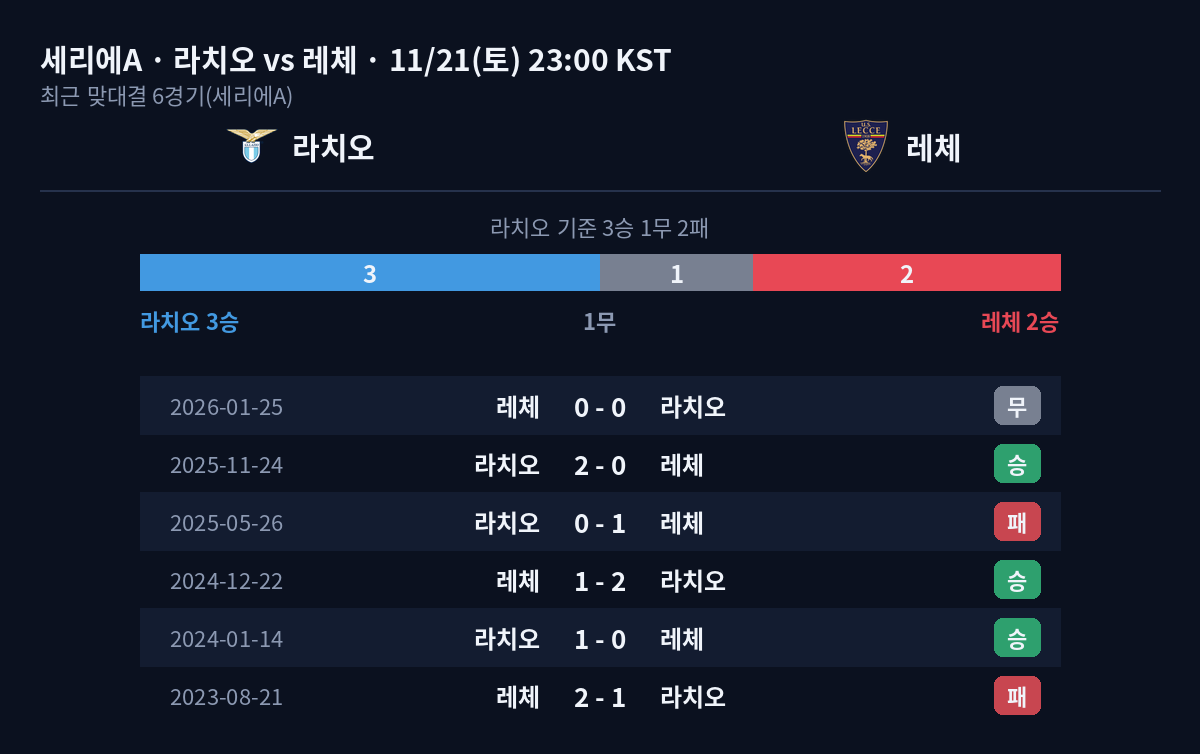 세리에A · 라치오 vs 레체 · 11/21(토) 23:00 KST
최근 맞대결 6경기(세리에A)
라치오
U.S. LECCE
레체
라치오 기준 3승 1무 2패
3 1 2
라치오 3승 1무 레체 2승
2026-01-25 레체 0 - 0 라치오 무
2025-11-24 라치오 2 - 0 레체 승
2025-05-26 라치오 0 - 1 레체 패
2024-12-22 레체 1 - 2 라치오 승
2024-01-14 라치오 1 - 0 레체 승
2023-08-21 레체 2 - 1 라치오 패